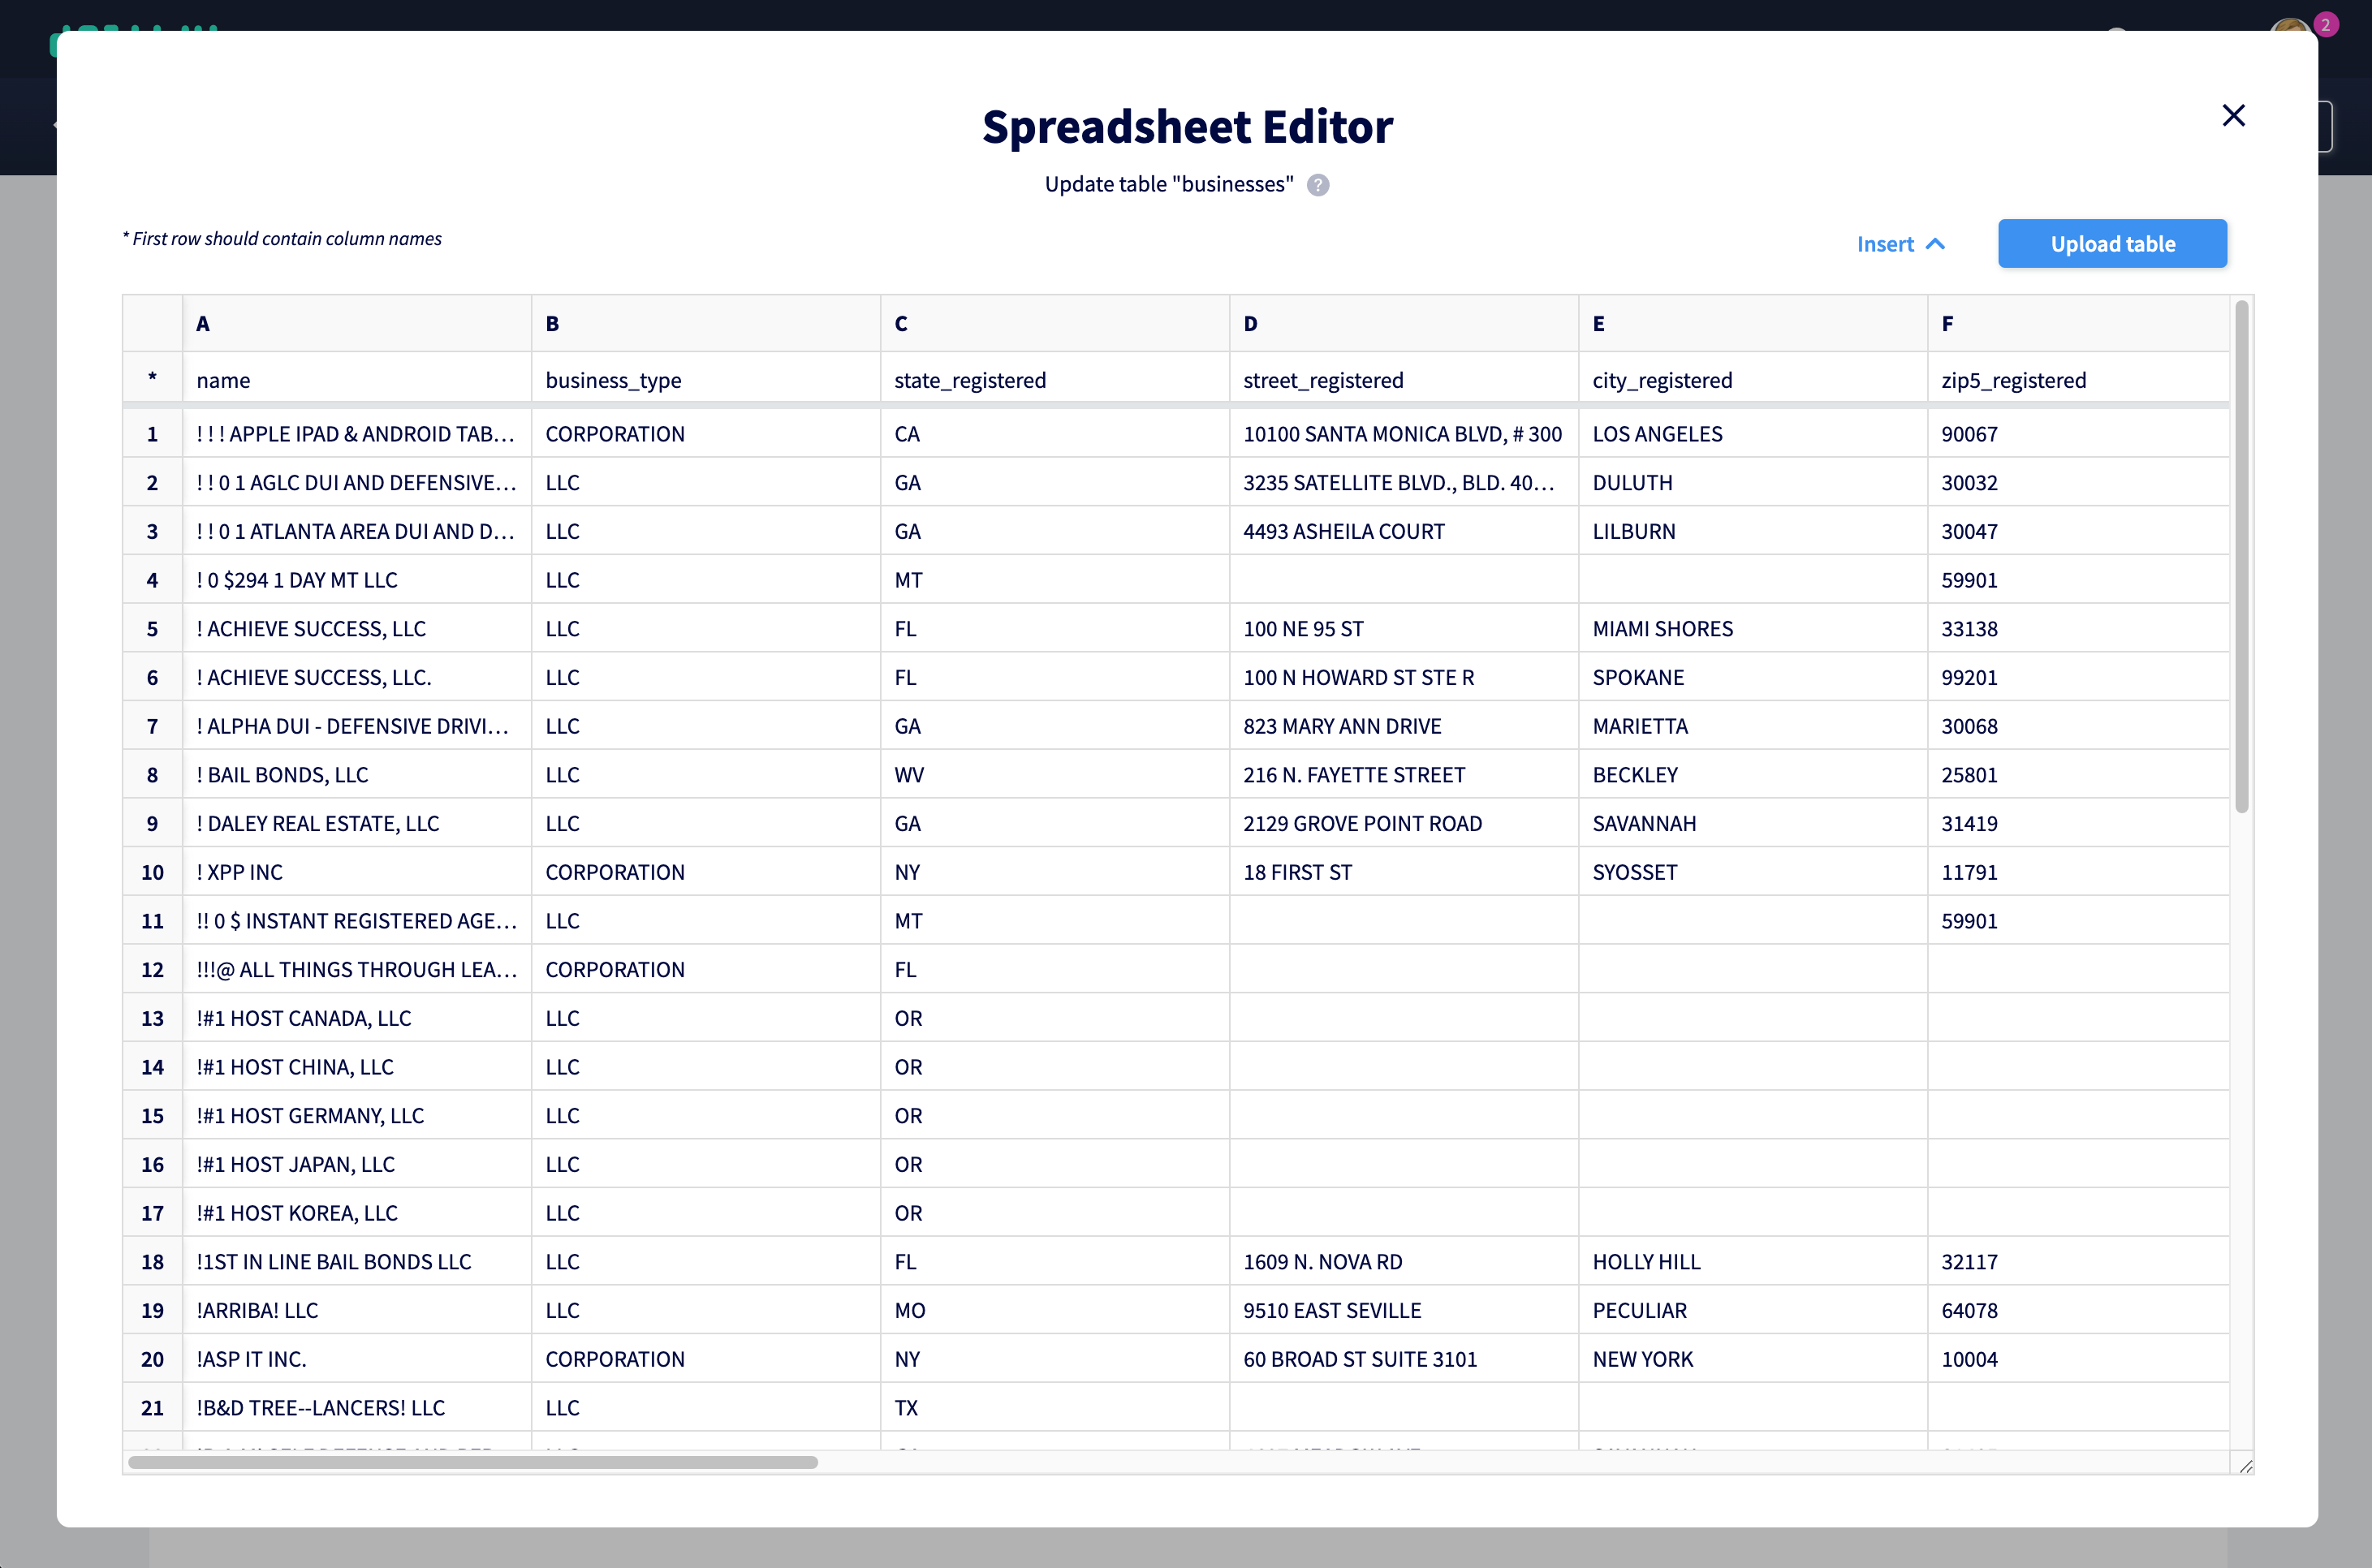 2
Spreadsheet Editor
Update table "businesses" ?
* First row should contain column names
Insert Upload table
A B C D E F
* name business_type state_registered street_registered city_registered zip5_registered
1 ! ! ! APPLE IPAD & ANDROID TAB... CORPORATION CA 10100 SANTA MONICA BLVD, # 300 LOS ANGELES 90067
2 ! ! 0 1 AGLC DUI AND DEFENSIVE... LLC GA 3235 SATELLITE BLVD., BLD. 40... DULUTH 30032
3 ! ! 0 1 ATLANTA AREA DUI AND D... LLC GA 4493 ASHEILA COURT LILBURN 30047
4 ! 0 $294 1 DAY MT LLC LLC MT 59901
5 ! ACHIEVE SUCCESS, LLC LLC FL 100 NE 95 ST MIAMI SHORES 33138
6 ! ACHIEVE SUCCESS, LLC. LLC FL 100 N HOWARD ST STE R SPOKANE 99201
7 ! ALPHA DUI - DEFENSIVE DRIVI... LLC GA 823 MARY ANN DRIVE MARIETTA 30068
8 ! BAIL BONDS, LLC LLC WV 216 N. FAYETTE STREET BECKLEY 25801
9 ! DALEY REAL ESTATE, LLC LLC GA 2129 GROVE POINT ROAD SAVANNAH 31419
10 ! XPP INC CORPORATION NY 18 FIRST ST SYOSSET 11791
11 !! 0 $ INSTANT REGISTERED AGE... LLC MT 59901
12 !!!@ ALL THINGS THROUGH LEA... CORPORATION FL
13 !#1 HOST CANADA, LLC LLC OR
14 !#1 HOST CHINA, LLC LLC OR
15 !#1 HOST GERMANY, LLC LLC OR
16 !#1 HOST JAPAN, LLC LLC OR
17 !#1 HOST KOREA, LLC LLC OR
18 !1ST IN LINE BAIL BONDS LLC LLC FL 1609 N. NOVA RD HOLLY HILL 32117
19 !ARRIBA! LLC LLC MO 9510 EAST SEVILLE PECULIAR 64078
20 !ASP IT INC. CORPORATION NY 60 BROAD ST SUITE 3101 NEW YORK 10004
21 !B&D TREE--LANCERS! LLC LLC TX